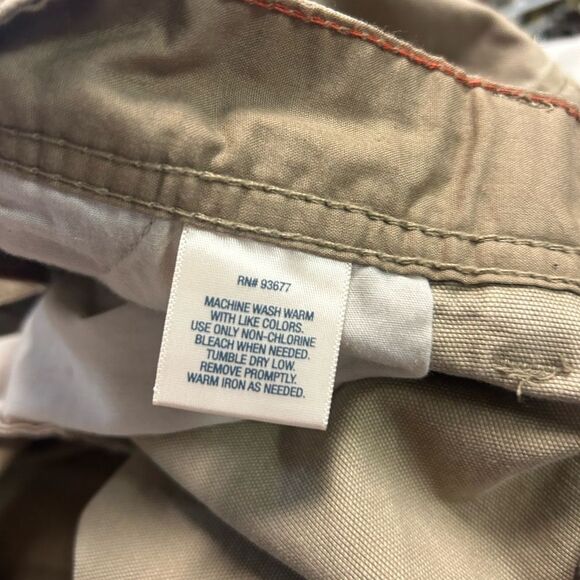 RN# 93677
MACHINE WASH WARM
WITH LIKE COLORS.
USE ONLY NON-CHLORINE
BLEACH WHEN NEEDED.
TUMBLE DRY LOW.
REMOVE PROMPTLY.
WARM IRON AS NEEDED.